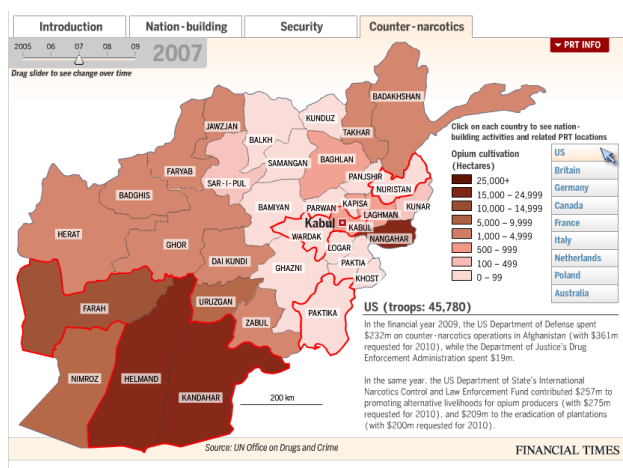 Introduction
Nation-building
Security
Counter-narcotics
2005 06 07 08 09
2007
Drag slider to see change over time
PRT INFO
BADAKHSHAN
KUNDUZ
TAKHAR
JAWZJAN
BALKH
SAMANGAN
BAGHLAN
FARYAB
SAR-I-PUL
PANJSHIR
NURISTAN
BADGHIS
BAMIYAN
PARWAN
KAPISA
KUNAR
LAGHMAN
Kabul
KABUL
NANGAHAR
HERAT
GHOR
WARDAK
LOGAR
DAI KUNDI
GHAZNI
PAKTIA
KHOST
FARAH
URUZGAN
PAKTIKA
ZABUL
NIMROZ
HELMAND
KANDAHAR
200 km
Click on each country to see nation-
building activities and related PRT locations
Opium cultivation
(Hectares)
25,000+
15,000 – 24,999
10,000 – 14,999
5,000 – 9,999
1,000 – 4,999
500 – 999
100 – 499
0 – 99
US
Britain
Germany
Canada
France
Italy
Netherlands
Poland
Australia
US (troops: 45,780)
In the financial year 2009, the US Department of Defense spent
$232m on counter-narcotics operations in Afghanistan (with $361m
requested for 2010), while the Department of Justice's Drug
Enforcement Administration spent $19m.
In the same year, the US Department of State's International
Narcotics Control and Law Enforcement Fund contributed $257m to
promoting alternative livelihoods for opium producers (with $275m
requested for 2010), and $209m to the eradication of plantations
(with $200m requested for 2010).
Source: UN Office on Drugs and Crime
FINANCIAL TIMES